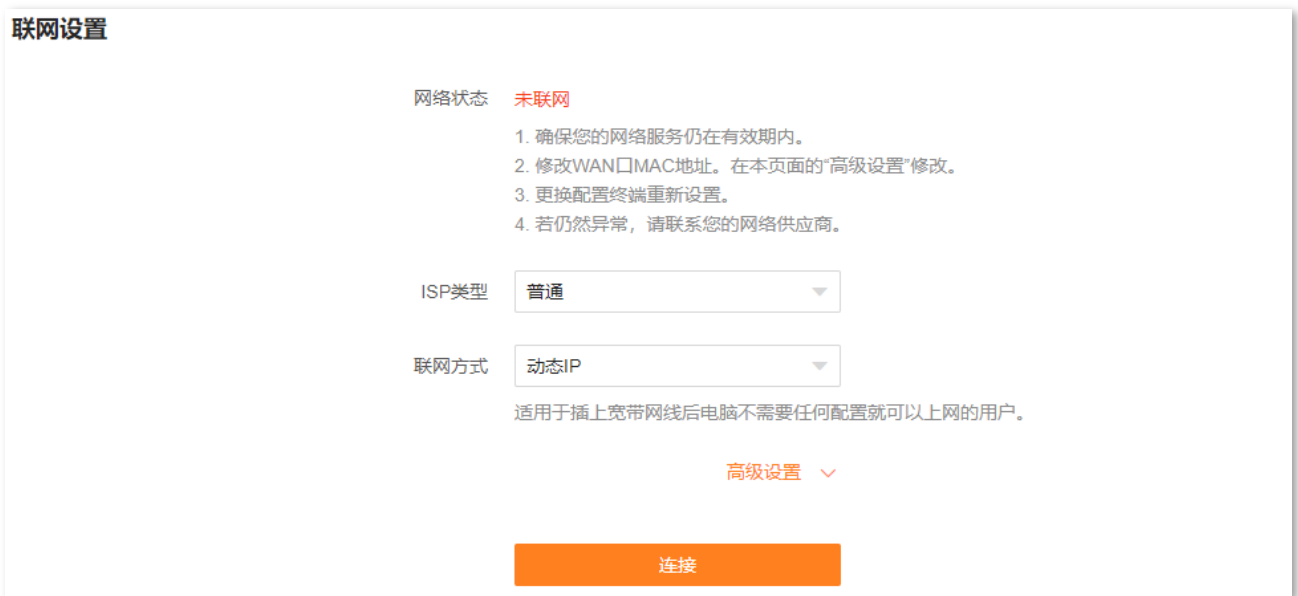 联网设置
网络状态 未联网
1. 确保您的网络服务仍在有效期内。
2. 修改WAN口MAC地址。在本页面的“高级设置”修改。
3. 更换配置终端重新设置。
4. 若仍然异常，请联系您的网络供应商。
ISP类型 普通
联网方式 动态IP
适用于插上宽带网线后电脑不需要任何配置就可以上网的用户。
高级设置
连接